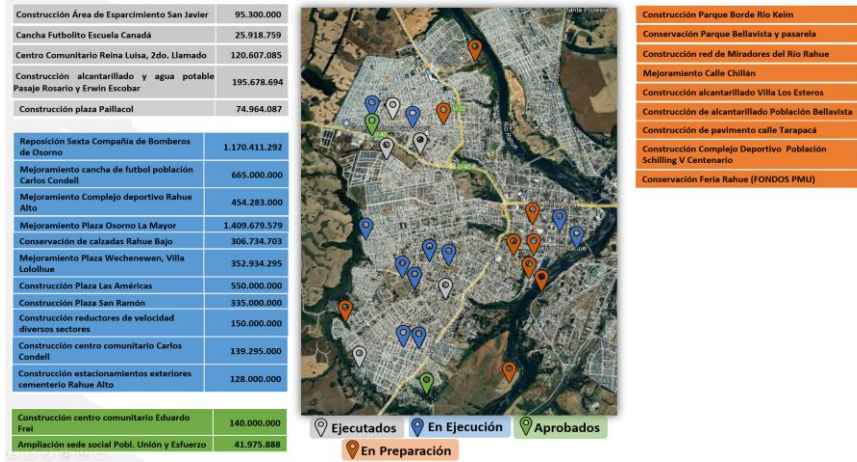 Construcción Área de Esparcimiento San Javier 95.300.000
Cancha Futbolito Escuela Canadá 25.918.759
Centro Comunitario Reina Luisa, 2do. Llamado 120.607.085
Construcción alcantarillado y agua potable
Pasaje Rosario y Erwin Escobar 195.678.694
Construcción plaza Paillacol 74.964.087
Reposición Sexta Compañía de Bomberos
de Osorno 1.170.411.292
Mejoramiento cancha de futbol población
Carlos Condell 665.000.000
Mejoramiento Complejo deportivo Rahue
Alto 454.283.000
Mejoramiento Plaza Osorno La Mayor 1.409.679.579
Conservación de calzadas Rahue Bajo 306.734.703
Mejoramiento Plaza Wechenewen, Villa
Lololhue 352.934.295
Construcción Plaza Las Américas 550.000.000
Construcción Plaza San Ramón 335.000.000
Construcción reductores de velocidad
diversos sectores 150.000.000
Construcción centro comunitario Carlos
Condell 139.295.000
Construcción estacionamientos exteriores
cementerio Rahue Alto 128.000.000
Construcción centro comunitario Eduardo
Frei 140.000.000
Ampliación sede social Pobl. Unión y Esfuerzo 41.975.888
Ejecutados
En Ejecución
Aprobados
En Preparación
Construcción Parque Borde Río Keim
Conservación Parque Bellavista y pasarela
Construcción red de Miradores del Río Rahue
Mejoramiento Calle Chillán
Construcción alcantarillado Villa Los Esteros
Construcción de alcantarillado Población Bellavista
Construcción de pavimento calle Tarapacá
Construcción Complejo Deportivo Población
Schilling V Centenario
Conservación Feria Rahue (FONDOS PMU)